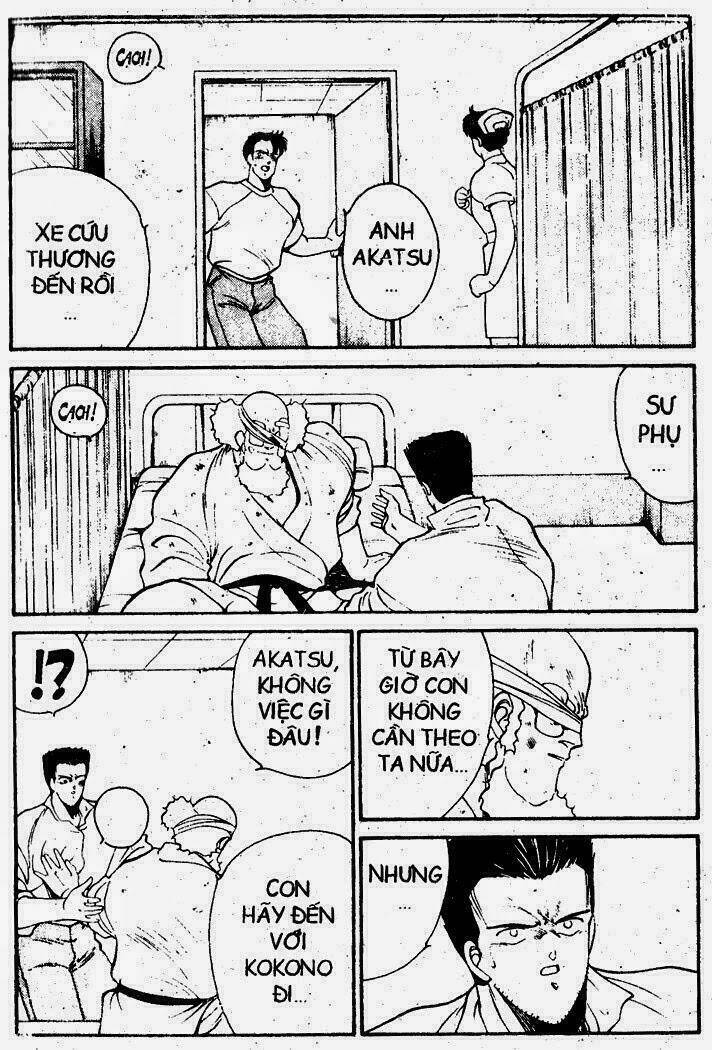 CẠCH!
XE CỨU
THƯƠNG
ĐẾN RỒI
...
ANH
AKATSU
...
CẠCH!
SƯ
PHỤ
...
!?
AKATSU,
KHÔNG
VIỆC GÌ
ĐÂU!
CON
HÃY ĐẾN
VỚI
KOKONO
ĐI...
TỪ BÂY
GIỜ CON
KHÔNG
CẦN THEO
TA NỮA...
NHƯNG
...